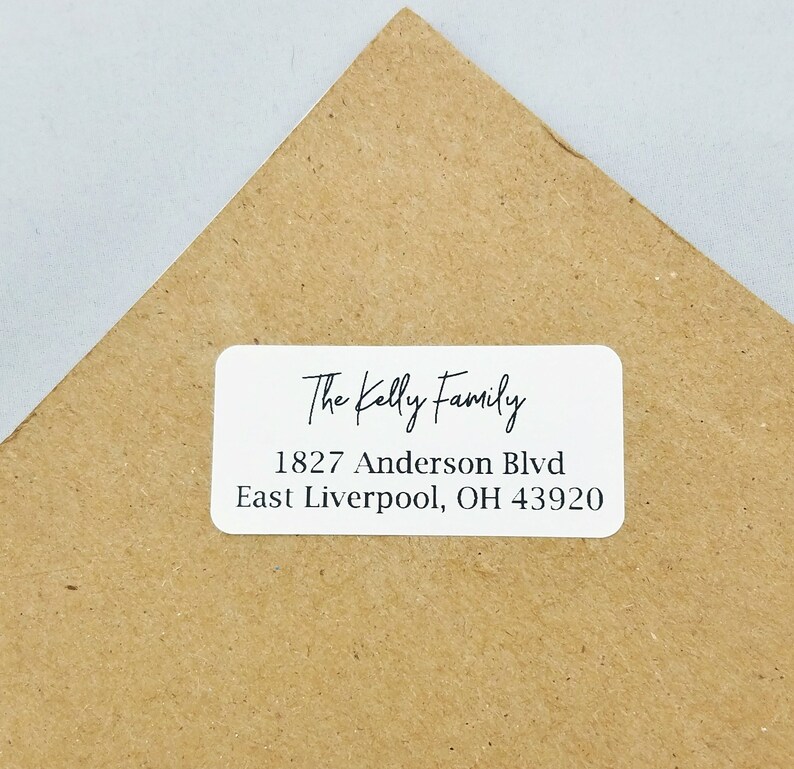 The Kelly Family
1827 Anderson Blvd
East Liverpool, OH 43920